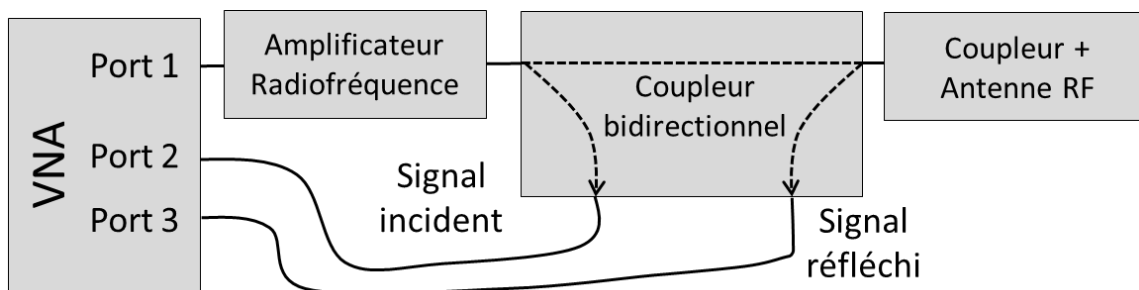 VNA
Port 1
Port 2
Port 3
Amplificateur
Radiofréquence
Coupleur
bidirectionnel
Coupleur +
Antenne RF
Signal
incident
Signal
réfléchi